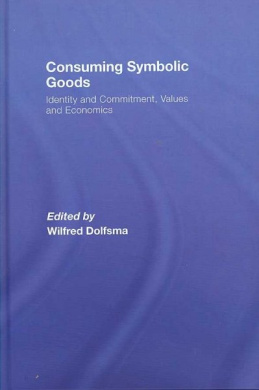 Consuming Symbolic
Goods
Identity and Commitment, Values
and Economics
Edited by
Wilfred Dolfsma